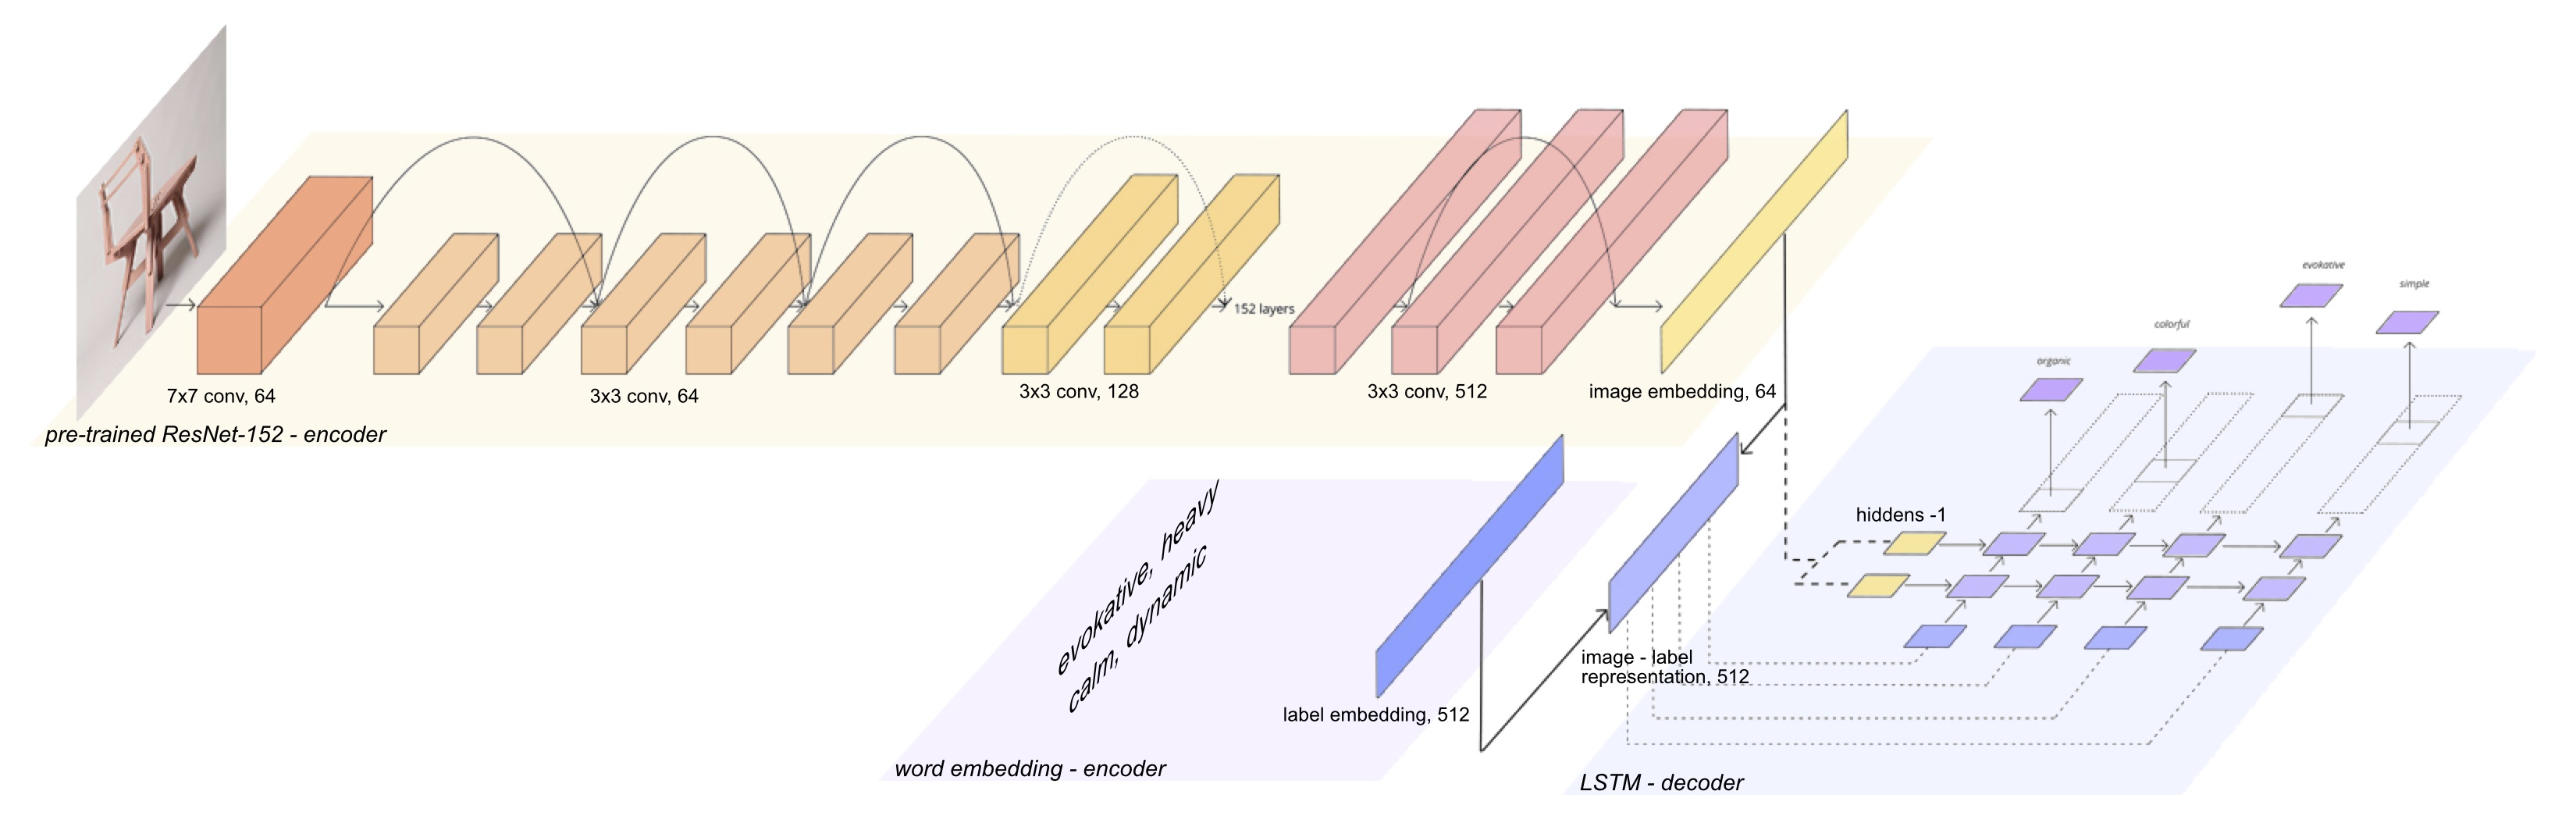 7x7 conv, 64
3x3 conv, 64
3x3 conv, 128
152 layers
3x3 conv, 512
image embedding, 64
pre-trained ResNet-152 - encoder
evokative, heavy
calm, dynamic
label embedding, 512
word embedding - encoder
image - label
representation, 512
hiddens -1
organic
colorful
evokative
simple
LSTM - decoder